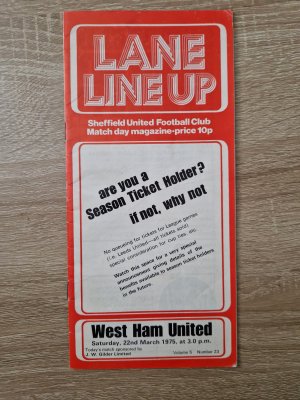 LANE
LINE UP
Sheffield United Football Club
Match day magazine-price 10p
are you a
Season Ticket Holder?
if not, why not
No queueing for tickets for League games
(i.e. Leeds United—all tickets sold)
special consideration for cup ties, etc.
Watch this space for a very special
announcement giving details of the
benefits available to season ticket holders
in the future.
West Ham United
Saturday, 22nd March 1975, at 3.0 p.m.
Today's match sponsored by
J. W. Gilder Limited
Volume 5 Number 23